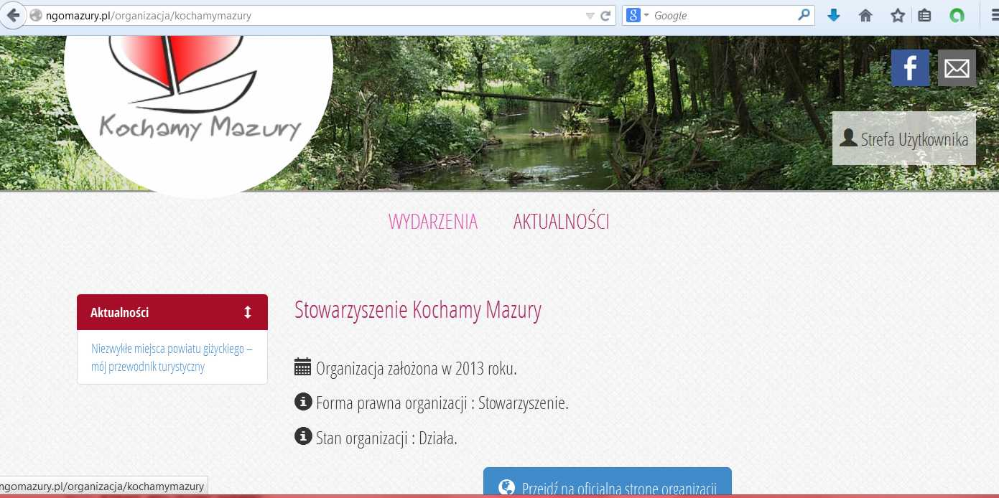 ngomazury.pl/organizacja/kochamymazury
Google
Kochamy Mazury
Strefa Użytkownika
WYDARZENIA AKTUALNOŚCI
Aktualności
Niezwykłe miejsca powiatu giżyckiego –
mój przewodnik turystyczny
Stowarzyszenie Kochamy Mazury
Organizacja założona w 2013 roku.
Forma prawna organizacji : Stowarzyszenie.
Stan organizacji : Działa.
Przejdź na oficjalną stronę organizacji
ngomazury.pl/organizacja/kochamymazury